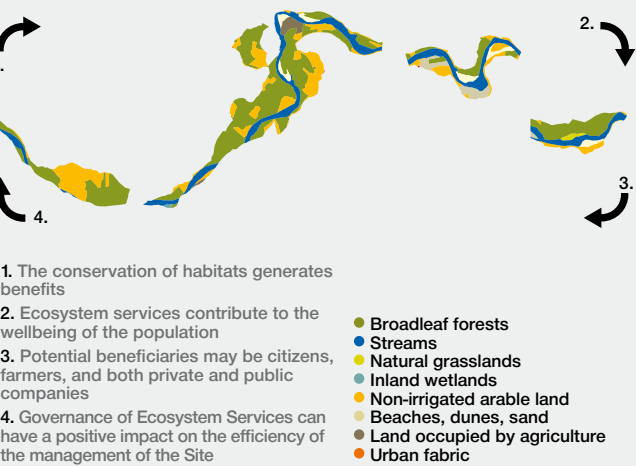 2.
3.
4.
1. The conservation of habitats generates
benefits
2. Ecosystem services contribute to the
wellbeing of the population
3. Potential beneficiaries may be citizens,
farmers, and both private and public
companies
4. Governance of Ecosystem Services can
have a positive impact on the efficiency of
the management of the Site
Broadleaf forests
Streams
Natural grasslands
Inland wetlands
Non-irrigated arable land
Beaches, dunes, sand
Land occupied by agriculture
Urban fabric